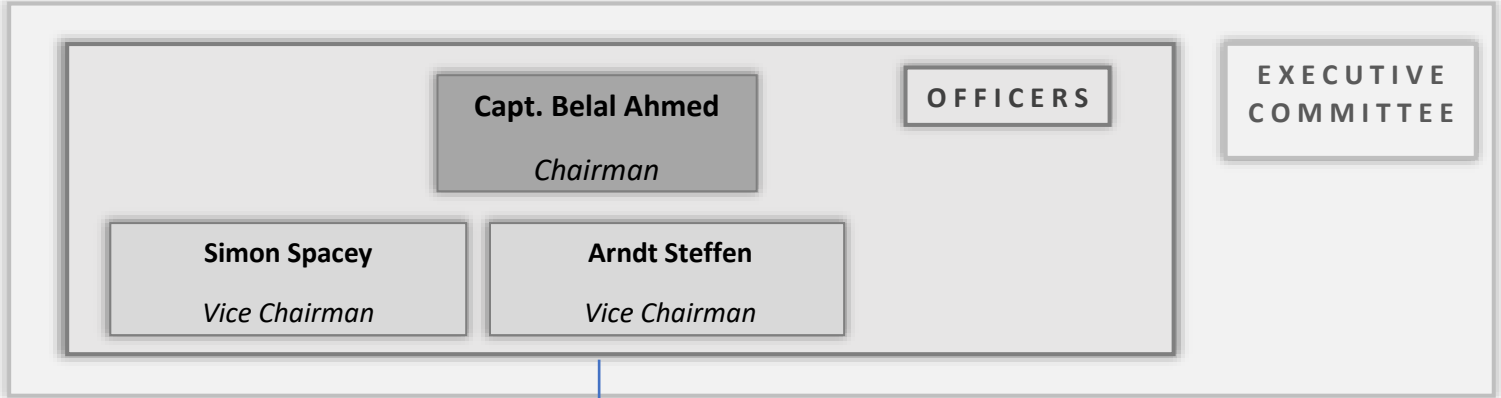 EXECUTIVE
COMMITTEE
OFFICERS
Capt. Belal Ahmed
Chairman
Simon Spacey
Vice Chairman
Arndt Steffen
Vice Chairman